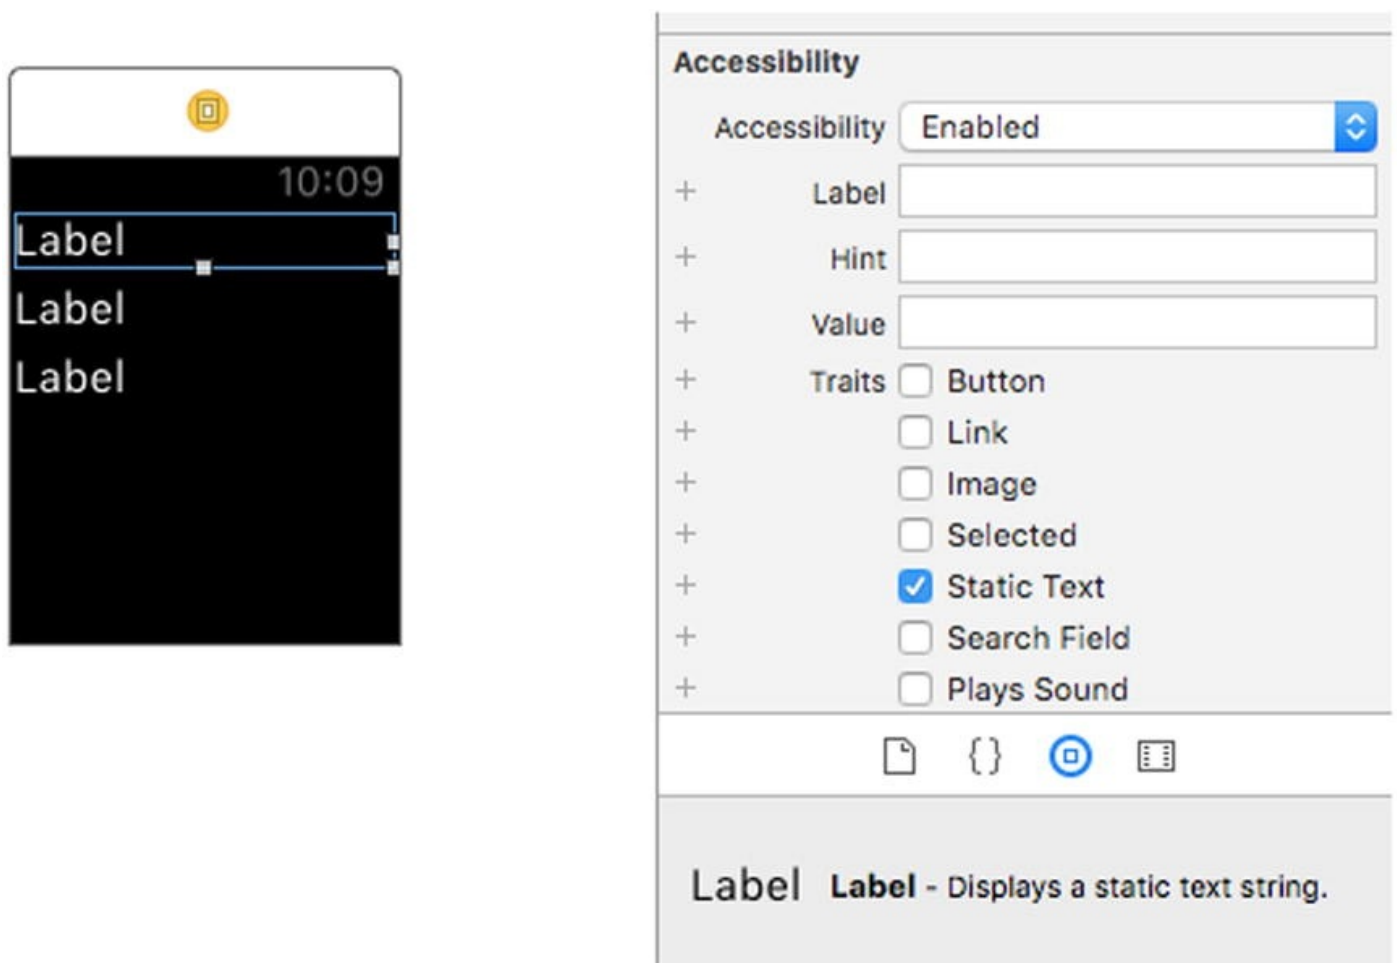 10:09
Label
Label
Label
Accessibility
Accessibility Enabled
Label
Hint
Value
Traits Button
Link
Image
Selected
Static Text
Search Field
Plays Sound
{}
Label Label - Displays a static text string.